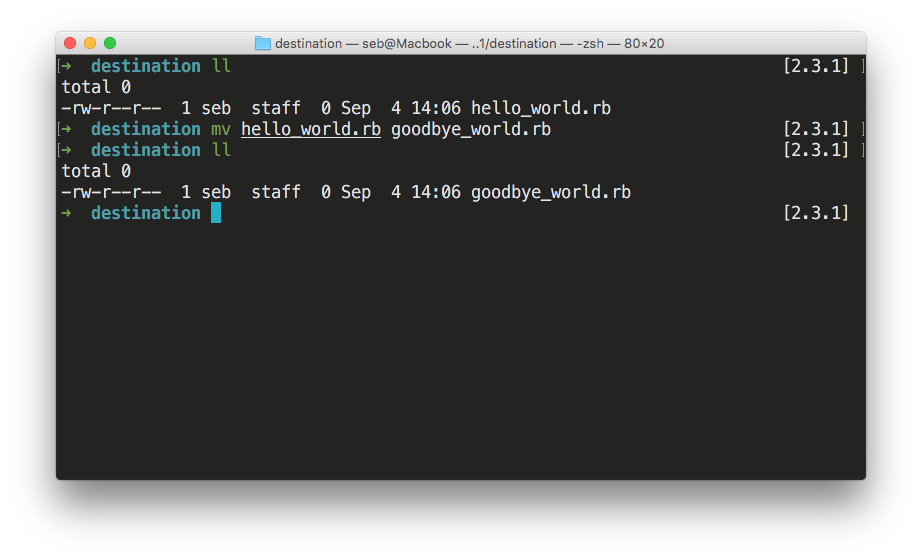 destination — seb@Macbook — ..1/destination — -zsh — 80×20
[➜  destination ll [2.3.1] ]
total 0
-rw-r--r--  1 seb  staff  0 Sep  4 14:06 hello_world.rb
[➜  destination mv hello_world.rb goodbye_world.rb [2.3.1] ]
[➜  destination ll [2.3.1] ]
total 0
-rw-r--r--  1 seb  staff  0 Sep  4 14:06 goodbye_world.rb
➜  destination [2.3.1]